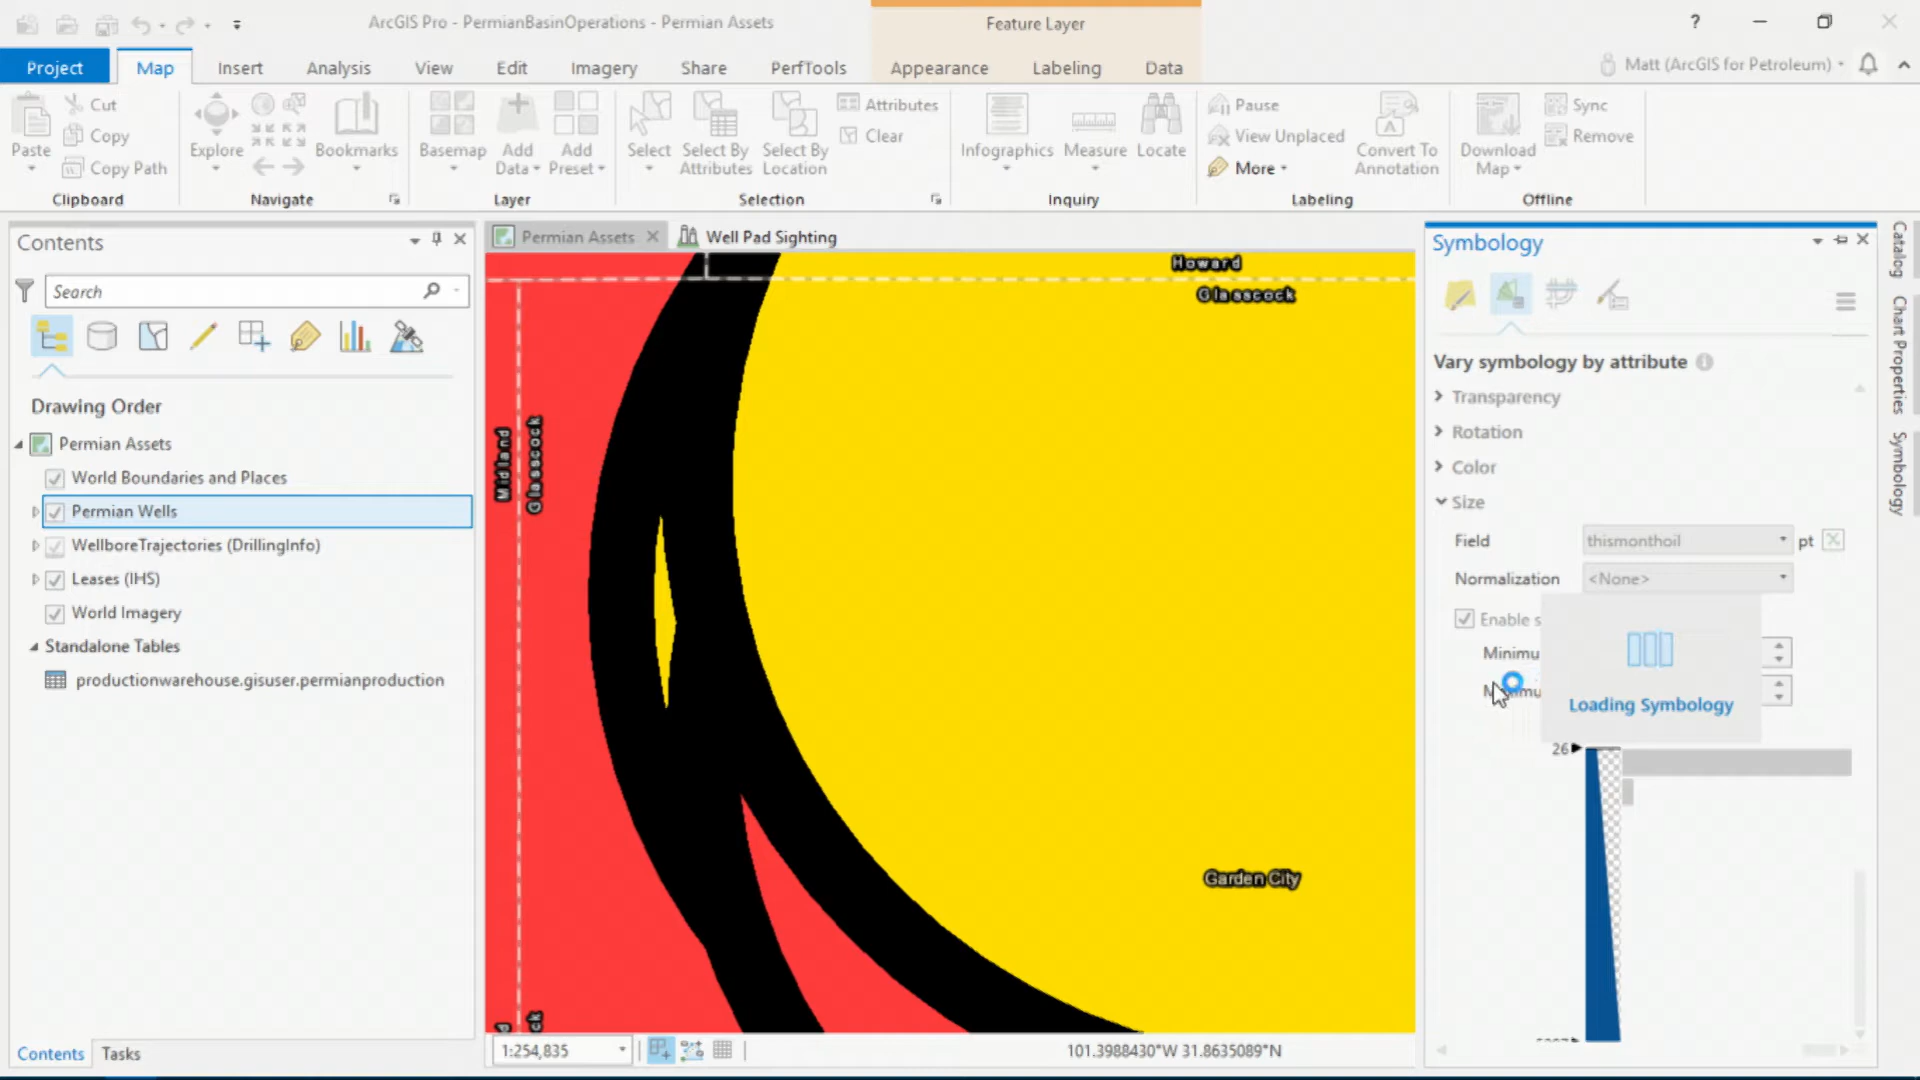 ArcGIS Pro - PermianBasinOperations - Permian Assets
Feature Layer
?
Project
Map
Insert
Analysis
View
Edit
Imagery
Share
PerfTools
Appearance
Labeling
Data
Matt (ArcGIS for Petroleum)
Paste
Cut
Copy
Copy Path
Clipboard
Explore
Bookmarks
Navigate
Basemap
Add Data
Add Preset
Layer
Select
Select By Attributes
Select By Location
Attributes
Clear
Selection
Infographics
Measure
Locate
Inquiry
Pause
View Unplaced
More
Convert To Annotation
Labeling
Download Map
Sync
Remove
Offline
Contents
Search
Drawing Order
Permian Assets
World Boundaries and Places
Permian Wells
WellboreTrajectories (DrillingInfo)
Leases (IHS)
World Imagery
Standalone Tables
productionwarehouse.gisuser.permianproduction
Contents
Tasks
Permian Assets
Well Pad Sighting
Howard
Glasscock
Midland
Glasscock
Garden City
1:254,835
101.3988430°W 31.8635089°N
Symbology
Vary symbology by attribute
Transparency
Rotation
Color
Size
Field
thismonthoil
pt
Normalization
<None>
Enable s
Minimu
Loading Symbology
26
Catalog
Chart Properties
Symbology